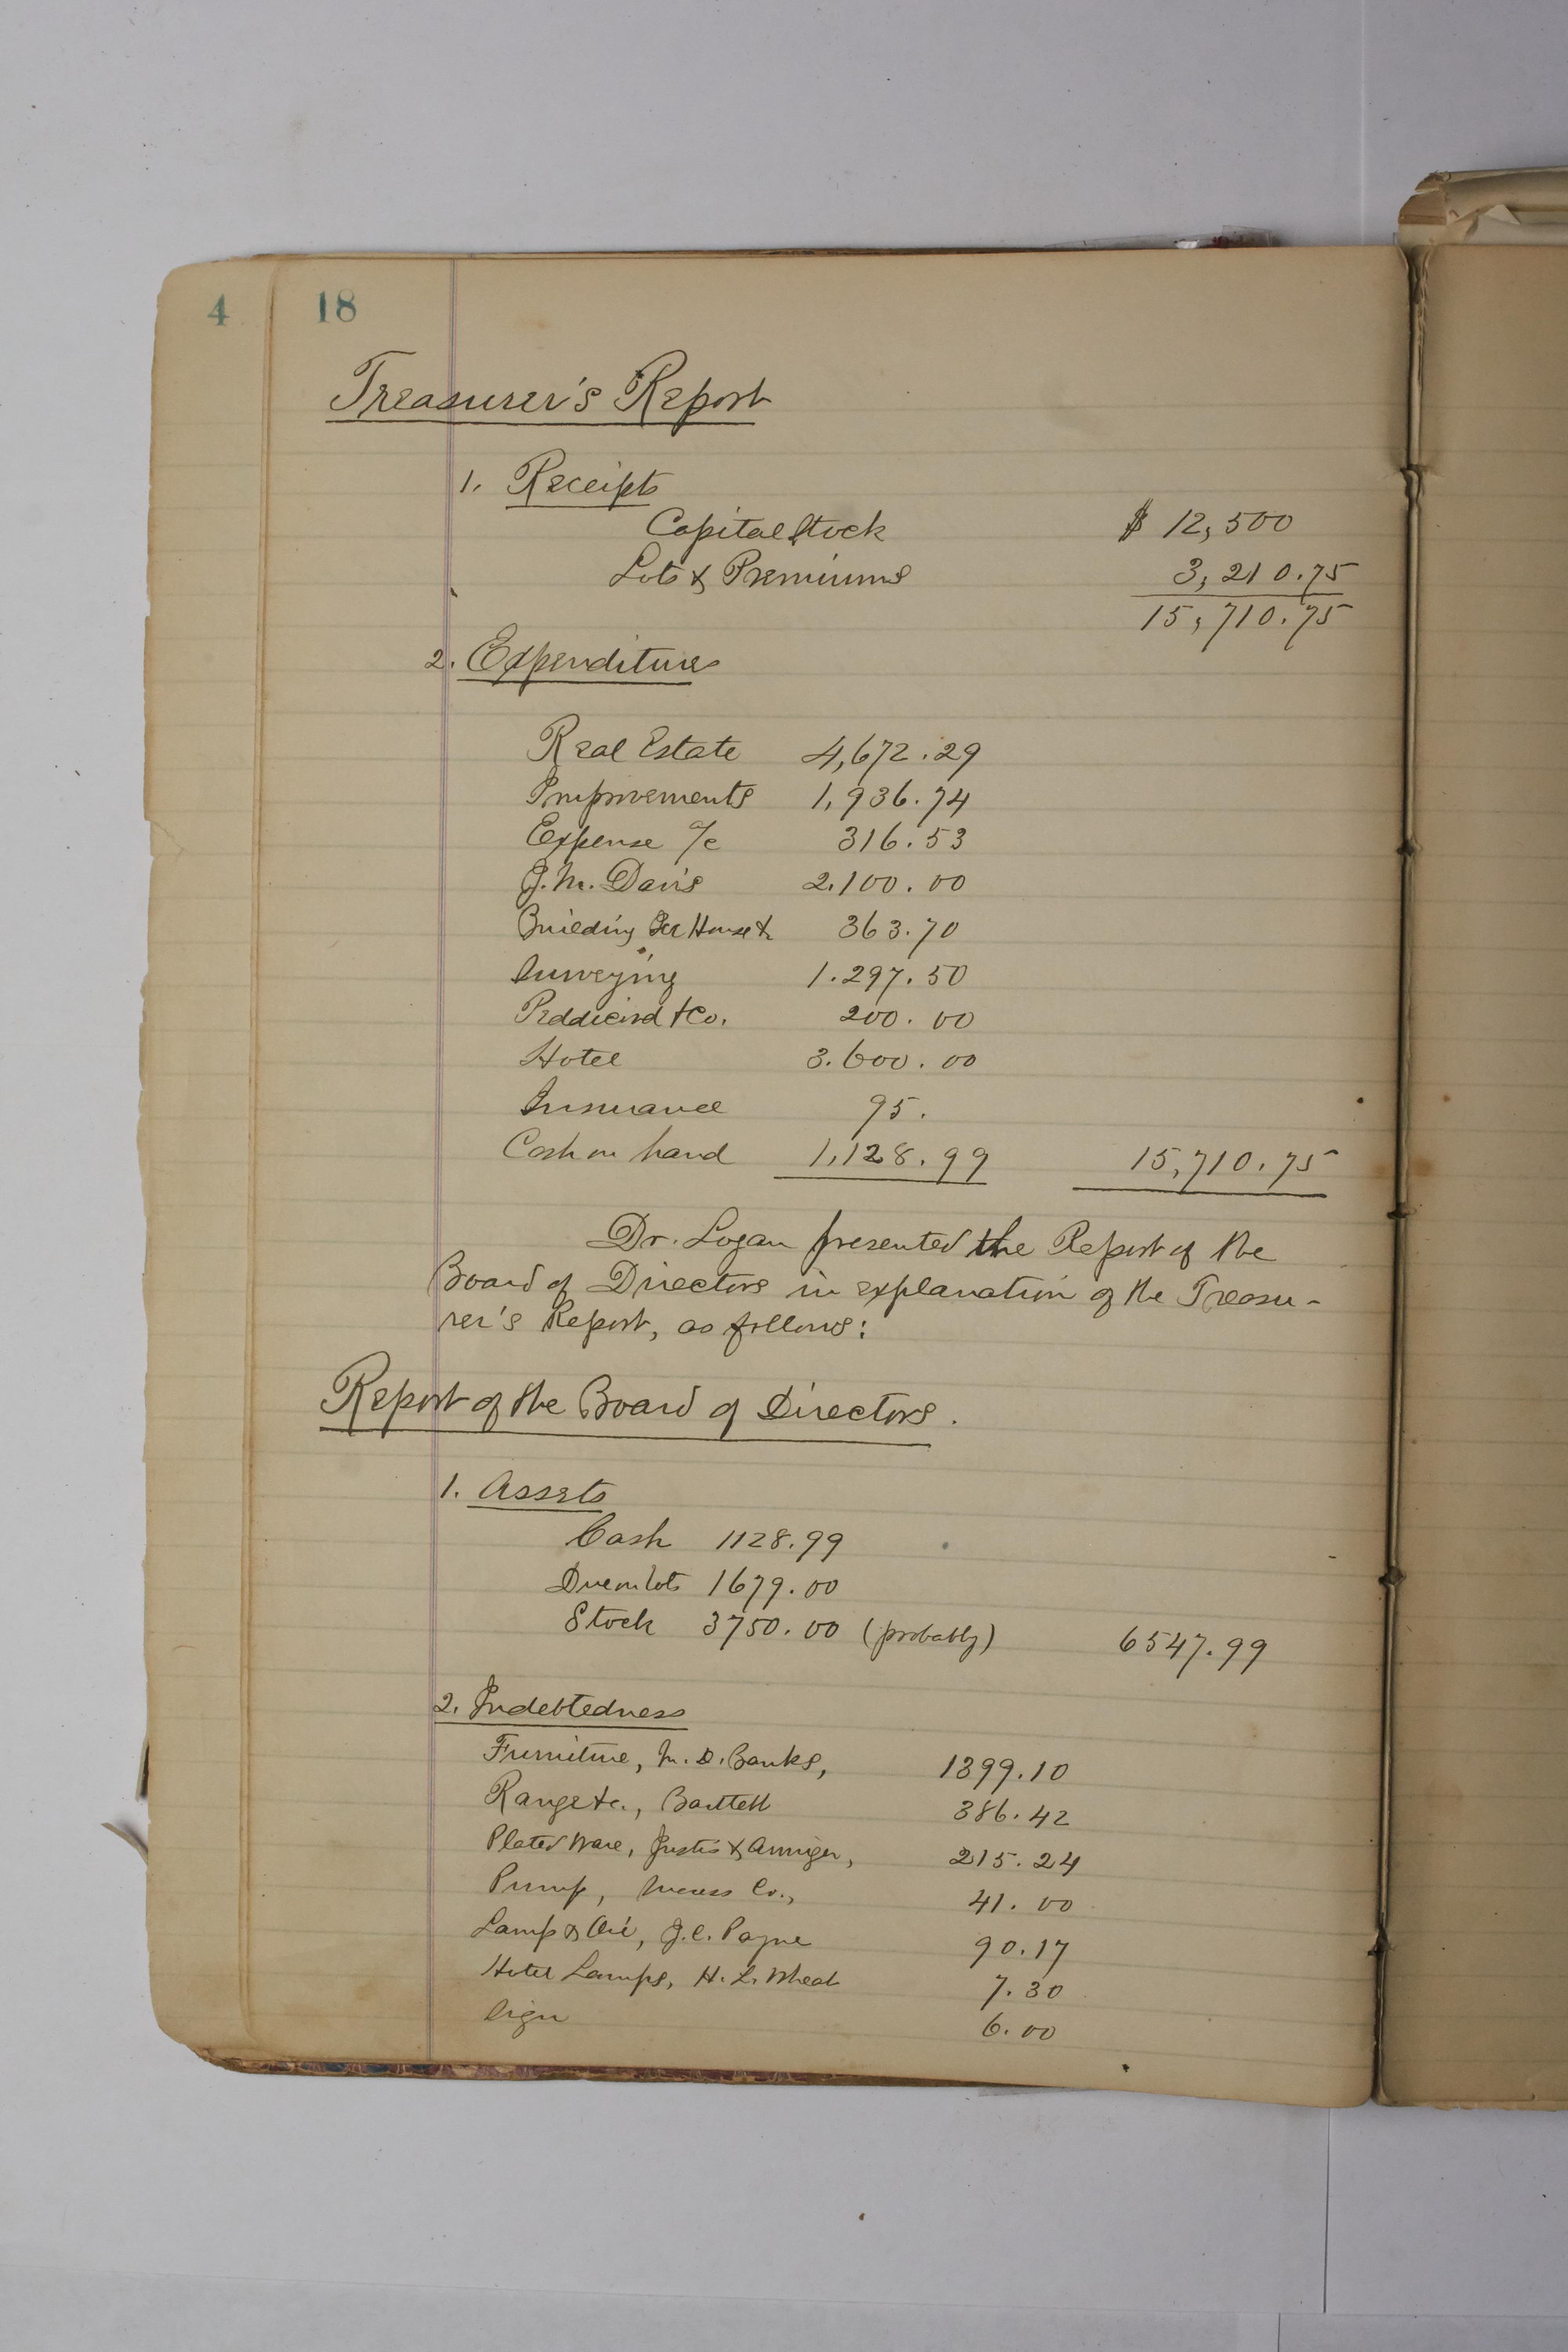 4 18
Treasurer's Report
1. Receipts
Capital Stock $ 12,500
Lots & Premiums 3,210.75
15,710.75
2. Expenditures
Real Estate 4,672.29
Improvements 1,936.74
Expense a/c 316.53
J. M. Davis 2.100.00
Building Ice House &c 363.70
Surveying 1.297.50
Peddicord & Co. 200.00
Hotel 3.600.00
Insurance 95.
Cash on hand 1,128.99 15,710.75
Dr. Logan presented the Report of the
Board of Directors in explanation of the Treasu-
rer's Report, as follows:
Report of the Board of Directors.
1. Assets
Cash 1128.99
Due on lots 1679.00
Stock 3750.00 (probably) 6547.99
2. Indebtedness
Furniture, M. D. Banks, 1399.10
Range &c., Bartlett 386.42
Plated Ware, Justis & Armiger, 215.24
Pump, Co., 41.00
Lamp & Oil, J. C. Payne 90.17
Hotel Lamps, H. L. Wheat 7.30
Sign 6.00